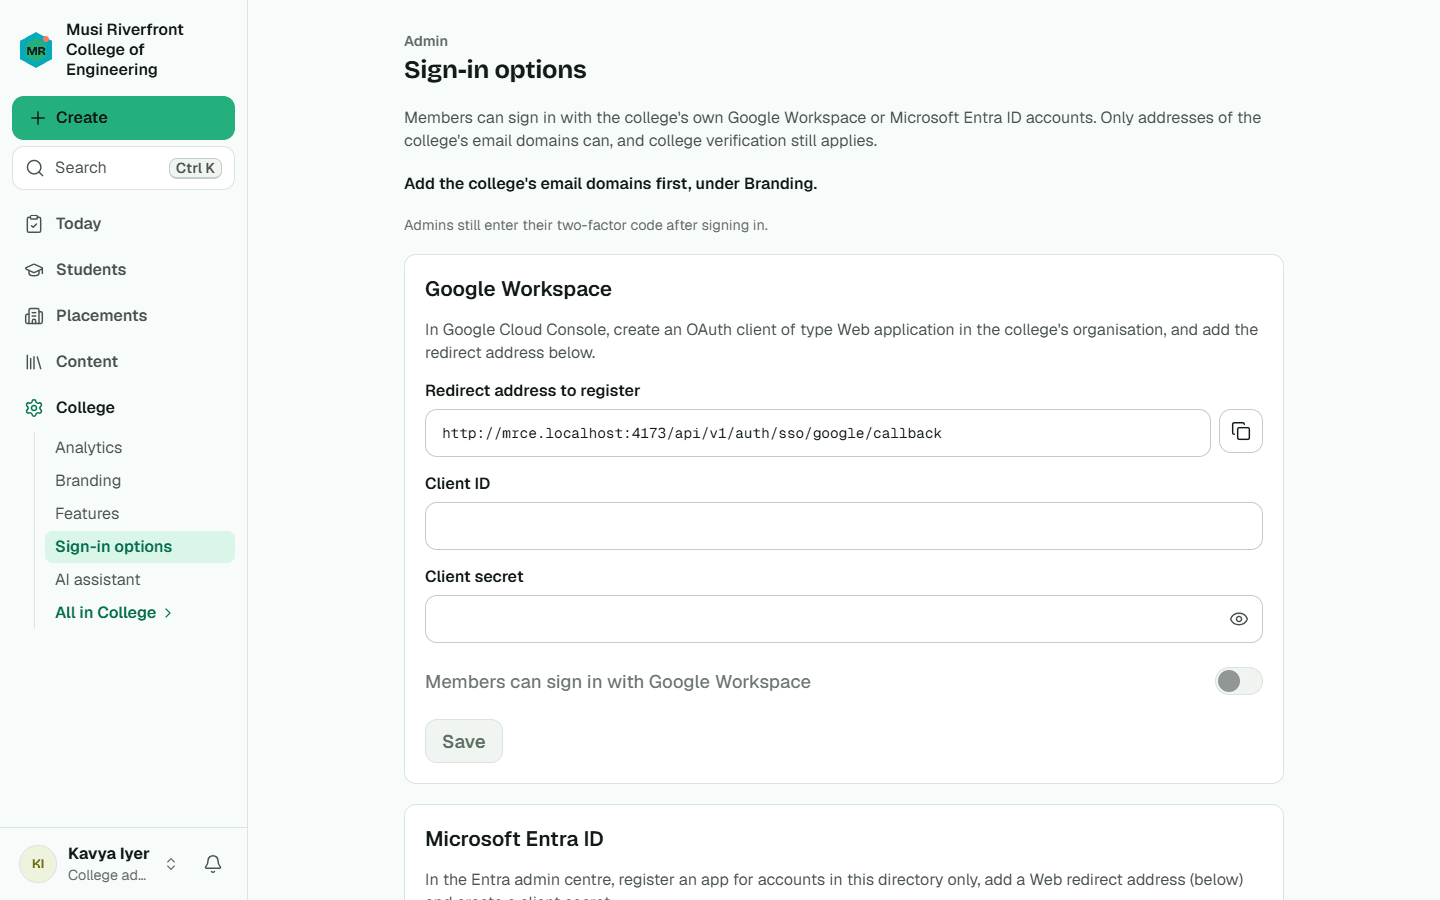 MR
Musi Riverfront
College of
Engineering
Create
Search
Ctrl K
Today
Students
Placements
Content
College
Analytics
Branding
Features
Sign-in options
AI assistant
All in College
KI
Kavya Iyer
College ad...
Admin
Sign-in options
Members can sign in with the college's own Google Workspace or Microsoft Entra ID accounts. Only addresses of the
college's email domains can, and college verification still applies.
Add the college's email domains first, under Branding.
Admins still enter their two-factor code after signing in.
Google Workspace
In Google Cloud Console, create an OAuth client of type Web application in the college's organisation, and add the
redirect address below.
Redirect address to register
http://mrce.localhost:4173/api/v1/auth/sso/google/callback
Client ID
Client secret
Members can sign in with Google Workspace
Save
Microsoft Entra ID
In the Entra admin centre, register an app for accounts in this directory only, add a Web redirect address (below)
and create a client secret.